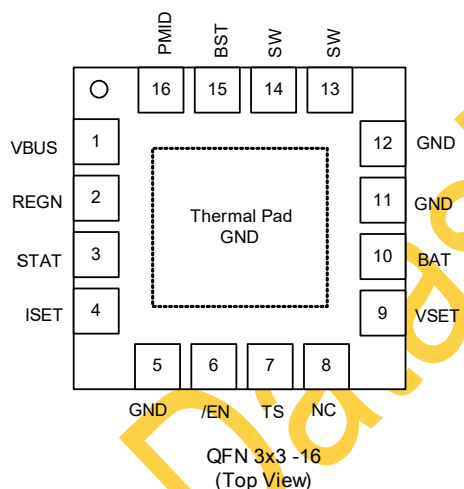 PMID BST SW SW
16 15 14 13
VBUS 1
REGN 2
STAT 3
ISET 4
Thermal Pad
GND
12 GND
11 GND
10 BAT
9 VSET
5 6 7 8
GND /EN TS NC
QFN 3x3 -16
(Top View)